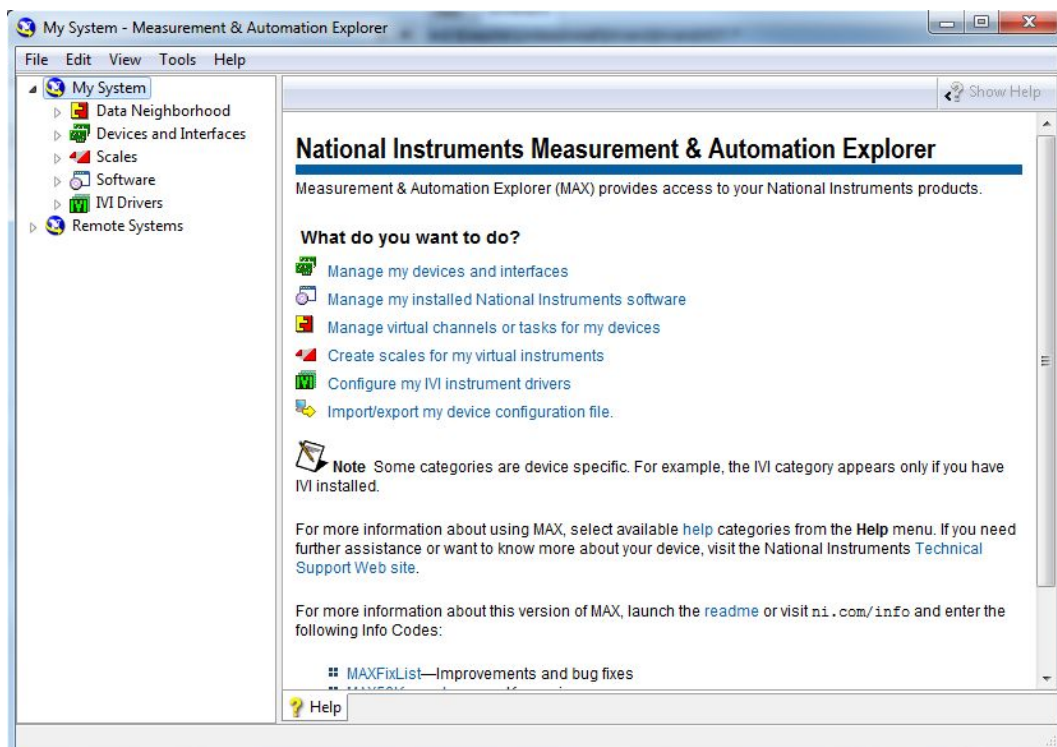 My System - Measurement & Automation Explorer
File Edit View Tools Help
My System
Data Neighborhood
Devices and Interfaces
Scales
Software
IVI Drivers
Remote Systems
Show Help
National Instruments Measurement & Automation Explorer
Measurement & Automation Explorer (MAX) provides access to your National Instruments products.
What do you want to do?
Manage my devices and interfaces
Manage my installed National Instruments software
Manage virtual channels or tasks for my devices
Create scales for my virtual instruments
Configure my IVI instrument drivers
Import/export my device configuration file.
Note Some categories are device specific. For example, the IVI category appears only if you have
IVI installed.
For more information about using MAX, select available help categories from the Help menu. If you need
further assistance or want to know more about your device, visit the National Instruments Technical
Support Web site.
For more information about this version of MAX, launch the readme or visit ni.com/info and enter the
following Info Codes:
MAXFixList—Improvements and bug fixes
Help